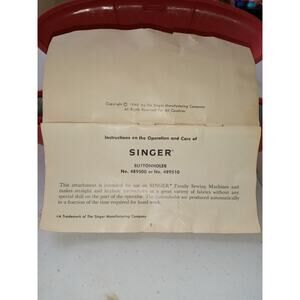 Copyright © 1960 by The Singer Manufacturing Company
All Rights Reserved For All Countries
Instructions on the Operation and Care of
SINGER*
BUTTONHOLER
No. 489500 or No. 489510
This attachment is intended for use on SINGER* Family Sewing Machines and
makes straight and keyhole buttonholes in a great variety of fabrics without any
special skill on the part of the operator. The buttonholes are produced automatically
in a fraction of the time required for hand work.
*A Trademark of The Singer Manufacturing Company